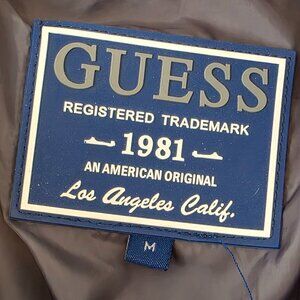 GUESS
REGISTERED TRADEMARK
1981
AN AMERICAN ORIGINAL
Los Angeles Calif.
M